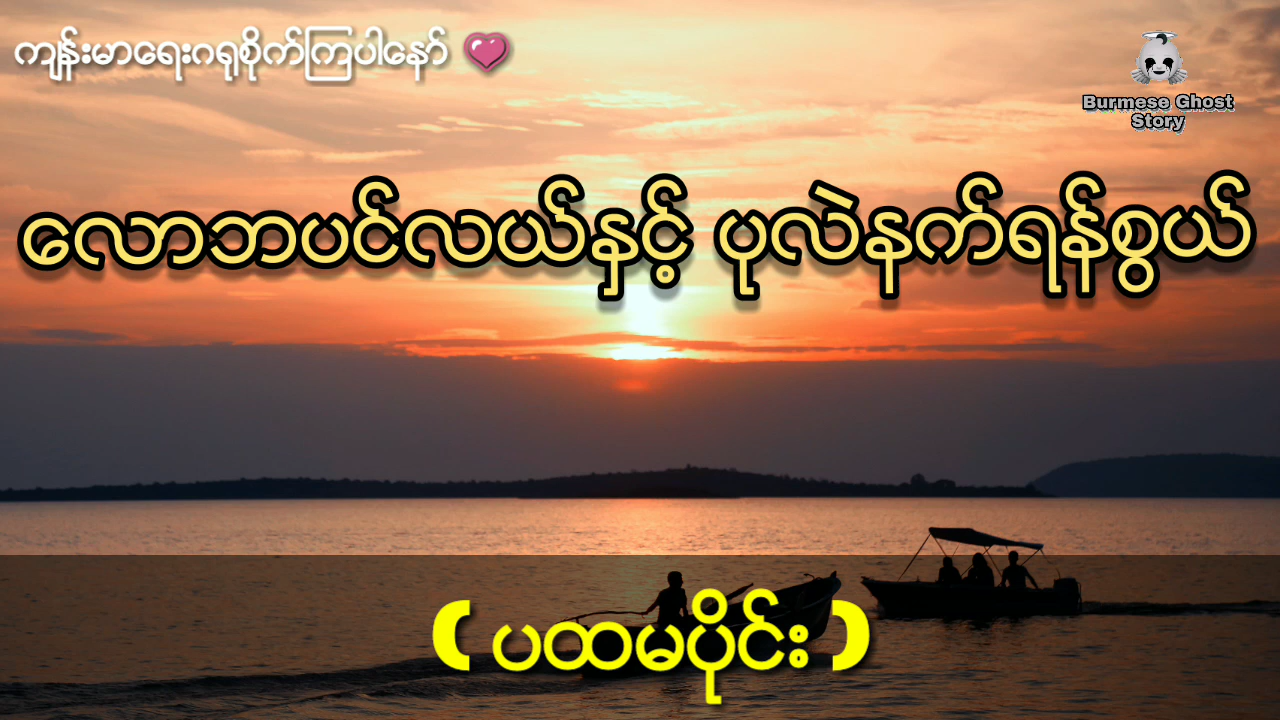 ကျန်းမာရေးဂရုစိုက်ကြပါနော် 💗
Burmese Ghost
Story
လောဘပင်လယ်နှင့် ပုလဲနက်ရန်စွယ်
( ပထမပိုင်း )